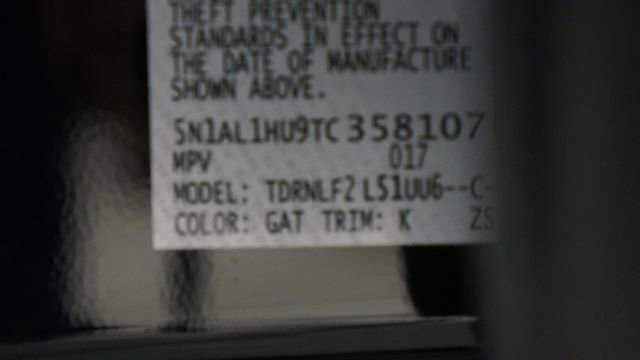 THEFT PREVENTION
STANDARDS IN EFFECT ON
THE DATE OF MANUFACTURE
SHOWN ABOVE.
5N1AL1HU9TC358107
MPV 017
MODEL: TDRNLF2 L51UU6--C-
COLOR: GAT TRIM: K ZS